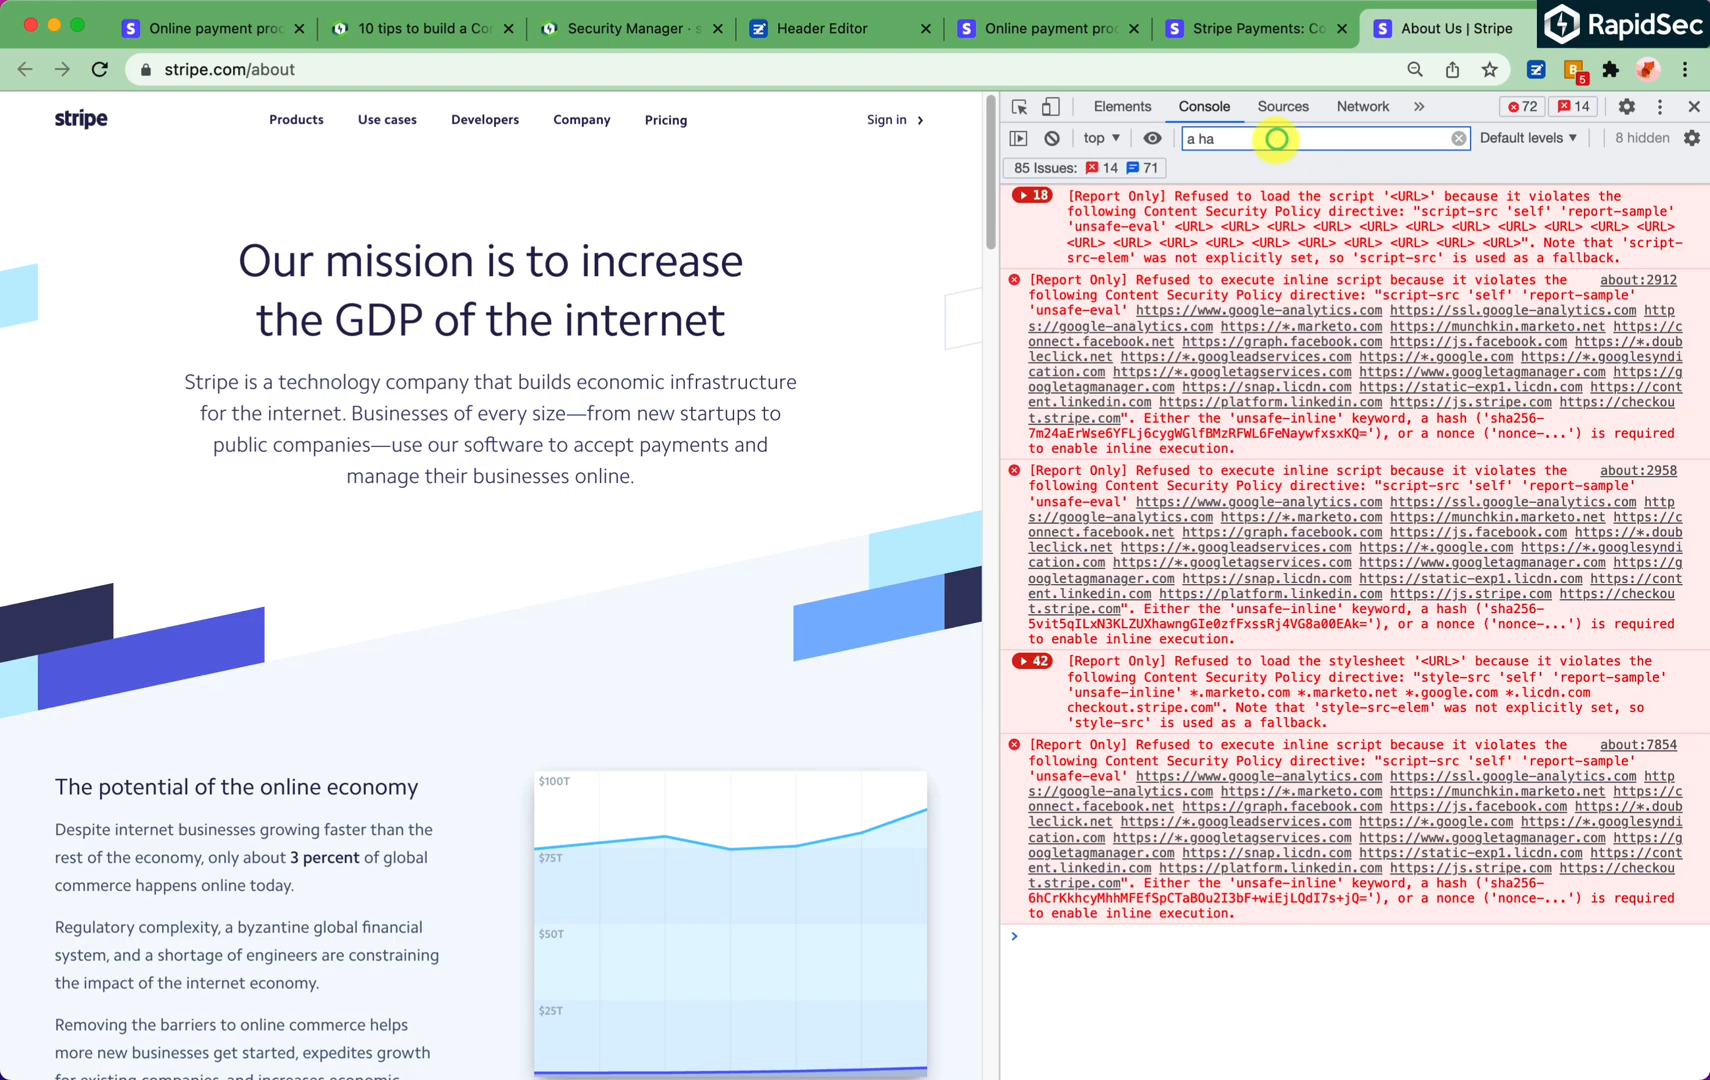 Online payment proc
10 tips to build a Co
Security Manager · s
Header Editor
Online payment proc
Stripe Payments: Co
About Us | Stripe
RapidSec
stripe.com/about
B
5
stripe
Products
Use cases
Developers
Company
Pricing
Sign in
Our mission is to increase
the GDP of the internet
Stripe is a technology company that builds economic infrastructure
for the internet. Businesses of every size—from new startups to
public companies—use our software to accept payments and
manage their businesses online.
The potential of the online economy
Despite internet businesses growing faster than the
rest of the economy, only about 3 percent of global
commerce happens online today.
Regulatory complexity, a byzantine global financial
system, and a shortage of engineers are constraining
the impact of the internet economy.
Removing the barriers to online commerce helps
more new businesses get started, expedites growth
for existing companies, and increases economic
$100T
$75T
$50T
$25T
Elements
Console
Sources
Network
72
14
top
a ha
Default levels
8 hidden
85 Issues: 14 71
18 [Report Only] Refused to load the script '<URL>' because it violates the
following Content Security Policy directive: "script-src 'self' 'report-sample'
'unsafe-eval' <URL> <URL> <URL> <URL> <URL> <URL> <URL> <URL> <URL> <URL> <URL>
<URL> <URL> <URL> <URL> <URL> <URL> <URL> <URL> <URL> <URL>". Note that 'script-
src-elem' was not explicitly set, so 'script-src' is used as a fallback.
[Report Only] Refused to execute inline script because it violates the about:2912
following Content Security Policy directive: "script-src 'self' 'report-sample'
'unsafe-eval' https://www.google-analytics.com https://ssl.google-analytics.com http
s://google-analytics.com https://*.marketo.com https://munchkin.marketo.net https://c
onnect.facebook.net https://graph.facebook.com https://js.facebook.com https://*.dou
bleclick.net https://*.googleadservices.com https://*.google.com https://*.googlesyndi
cation.com https://*.googletagservices.com https://www.googletagmanager.com https://g
oogletagmanager.com https://snap.licdn.com https://static-exp1.licdn.com https://cont
ent.linkedin.com https://platform.linkedin.com https://js.stripe.com https://checkou
t.stripe.com". Either the 'unsafe-inline' keyword, a hash ('sha256-
7m24aErWse6YFLj6cygWGlfBMzRFWL6FeNaywfxsxKQ='), or a nonce ('nonce-...') is required
to enable inline execution.
[Report Only] Refused to execute inline script because it violates the about:2958
following Content Security Policy directive: "script-src 'self' 'report-sample'
'unsafe-eval' https://www.google-analytics.com https://ssl.google-analytics.com http
s://google-analytics.com https://*.marketo.com https://munchkin.marketo.net https://c
onnect.facebook.net https://graph.facebook.com https://js.facebook.com https://*.dou
bleclick.net https://*.googleadservices.com https://*.google.com https://*.googlesyndi
cation.com https://*.googletagservices.com https://www.googletagmanager.com https://g
oogletagmanager.com https://snap.licdn.com https://static-exp1.licdn.com https://cont
ent.linkedin.com https://platform.linkedin.com https://js.stripe.com https://checkou
t.stripe.com". Either the 'unsafe-inline' keyword, a hash ('sha256-
5vit5qILxN3KLZUXhawngGIe0zfFxssRj4VG8a00EAk='), or a nonce ('nonce-...') is required
to enable inline execution.
42 [Report Only] Refused to load the stylesheet '<URL>' because it violates the
following Content Security Policy directive: "style-src 'self' 'report-sample'
'unsafe-inline' *.marketo.com *.marketo.net *.google.com *.licdn.com
checkout.stripe.com". Note that 'style-src-elem' was not explicitly set, so
'style-src' is used as a fallback.
[Report Only] Refused to execute inline script because it violates the about:7854
following Content Security Policy directive: "script-src 'self' 'report-sample'
'unsafe-eval' https://www.google-analytics.com https://ssl.google-analytics.com http
s://google-analytics.com https://*.marketo.com https://munchkin.marketo.net https://c
onnect.facebook.net https://graph.facebook.com https://js.facebook.com https://*.dou
bleclick.net https://*.googleadservices.com https://*.google.com https://*.googlesyndi
cation.com https://*.googletagservices.com https://www.googletagmanager.com https://g
oogletagmanager.com https://snap.licdn.com https://static-exp1.licdn.com https://cont
ent.linkedin.com https://platform.linkedin.com https://js.stripe.com https://checkou
t.stripe.com". Either the 'unsafe-inline' keyword, a hash ('sha256-
6hCrKkhcyMhhMFEfSpCTaBOu2I3bF+wiEjLQdI7s+jQ='), or a nonce ('nonce-...') is required
to enable inline execution.